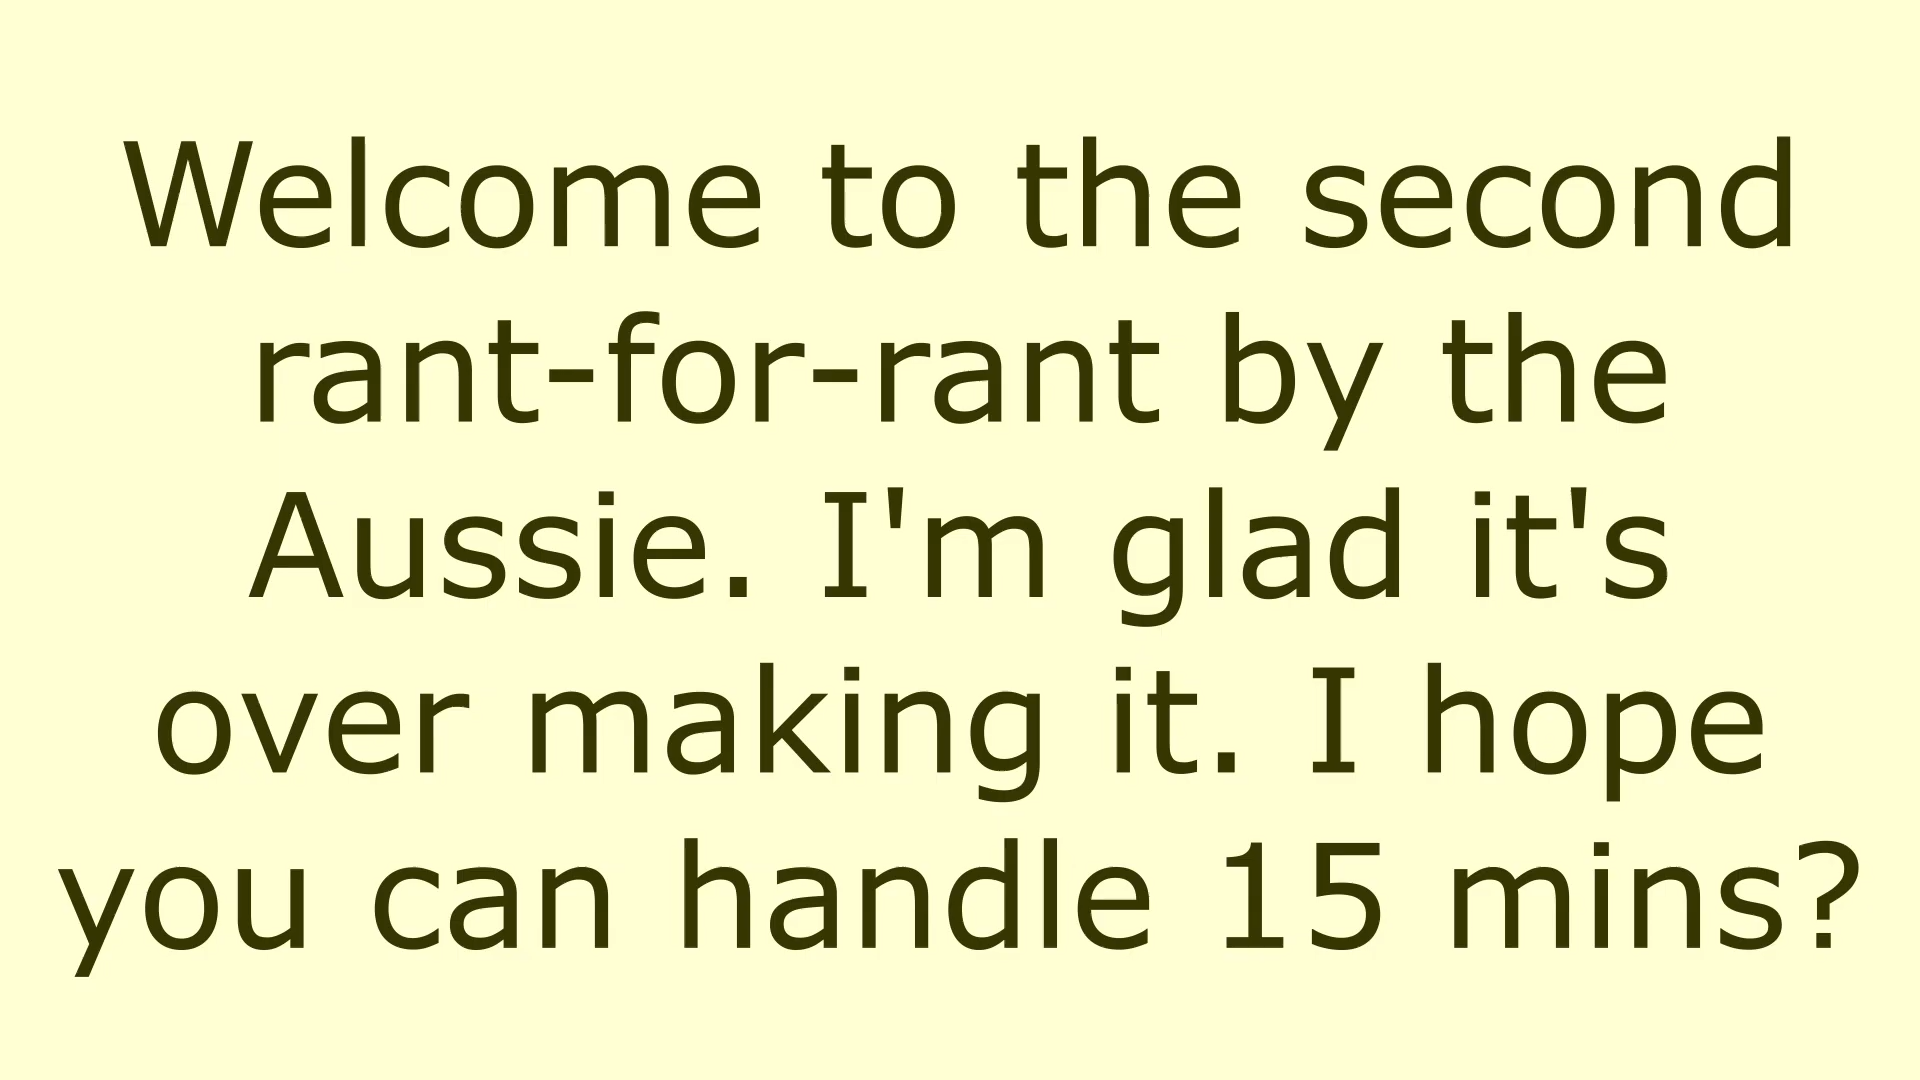 Welcome to the second
rant-for-rant by the
Aussie. I'm glad it's
over making it. I hope
you can handle 15 mins?